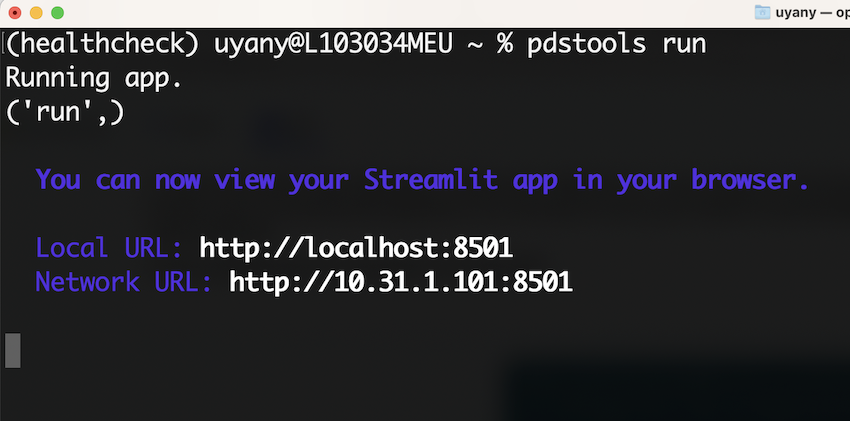 uyany — op
(healthcheck) uyany@L103034MEU ~ % pdstools run
Running app.
('run',)
You can now view your Streamlit app in your browser.
Local URL: http://localhost:8501
Network URL: http://10.31.1.101:8501